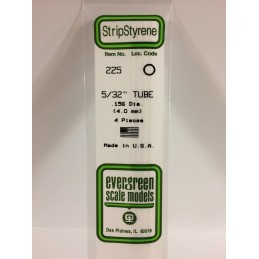 StripStyrene
Item No. Loc. Code
225 O
5/32" TUBE
.156 Dia.
(4.0 mm)
4 Pieces
Made in U.S.A.
evergreen
scale models
Des Plaines, IL 60018